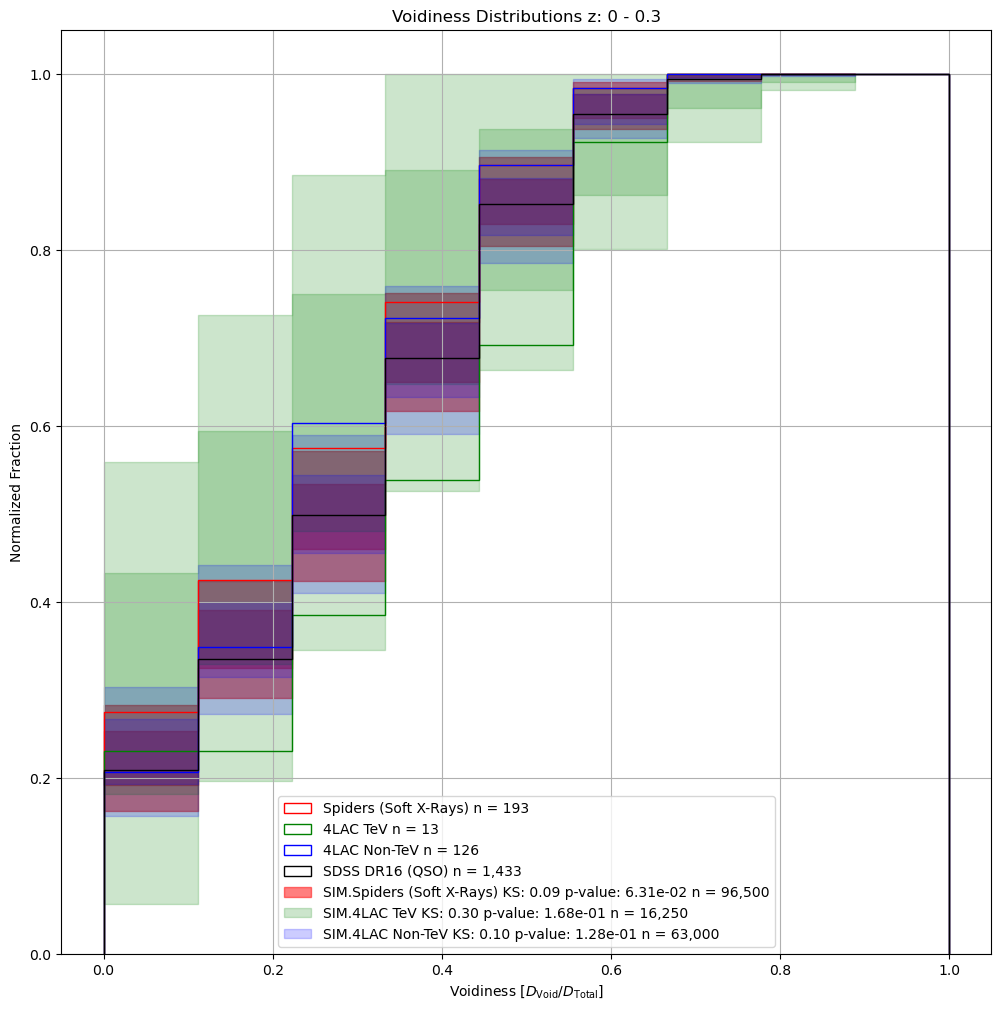 Voidiness Distributions z: 0 - 0.3
1.0
0.8
0.6
0.4
0.2
0.0
Normalized Fraction
Spiders (Soft X-Rays) n = 193
4LAC TeV n = 13
4LAC Non-TeV n = 126
SDSS DR16 (QSO) n = 1,433
SIM.Spiders (Soft X-Rays) KS: 0.09 p-value: 6.31e-02 n = 96,500
SIM.4LAC TeV KS: 0.30 p-value: 1.68e-01 n = 16,250
SIM.4LAC Non-TeV KS: 0.10 p-value: 1.28e-01 n = 63,000
0.0 0.2 0.4 0.6 0.8 1.0
Voidiness [D_Void/D_Total]